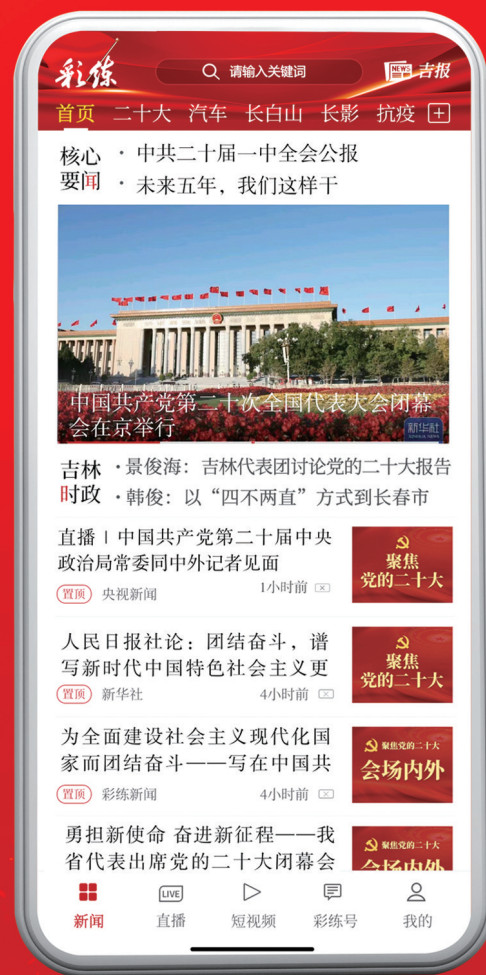 彩练
请输入关键词
NEWS 吉报
首页 二十大 汽车 长白山 长影 抗疫 +
核心
要闻
· 中共二十届一中全会公报
· 未来五年，我们这样干
中国共产党第二十次全国代表大会闭幕
会在京举行
新华社
吉林
时政
· 景俊海：吉林代表团讨论党的二十大报告
· 韩俊：以“四不两直”方式到长春市
直播 | 中国共产党第二十届中央
政治局常委同中外记者见面
置顶 央视新闻 1小时前
聚焦
党的二十大
人民日报社论：团结奋斗，谱
写新时代中国特色社会主义更
置顶 新华社 4小时前
聚焦
党的二十大
为全面建设社会主义现代化国
家而团结奋斗——写在中国共
置顶 彩练新闻 4小时前
聚焦党的二十大
会场内外
勇担新使命 奋进新征程——我
省代表出席党的二十大闭幕会
聚焦党的二十大
会场内外
LIVE
新闻 直播 短视频 彩练号 我的